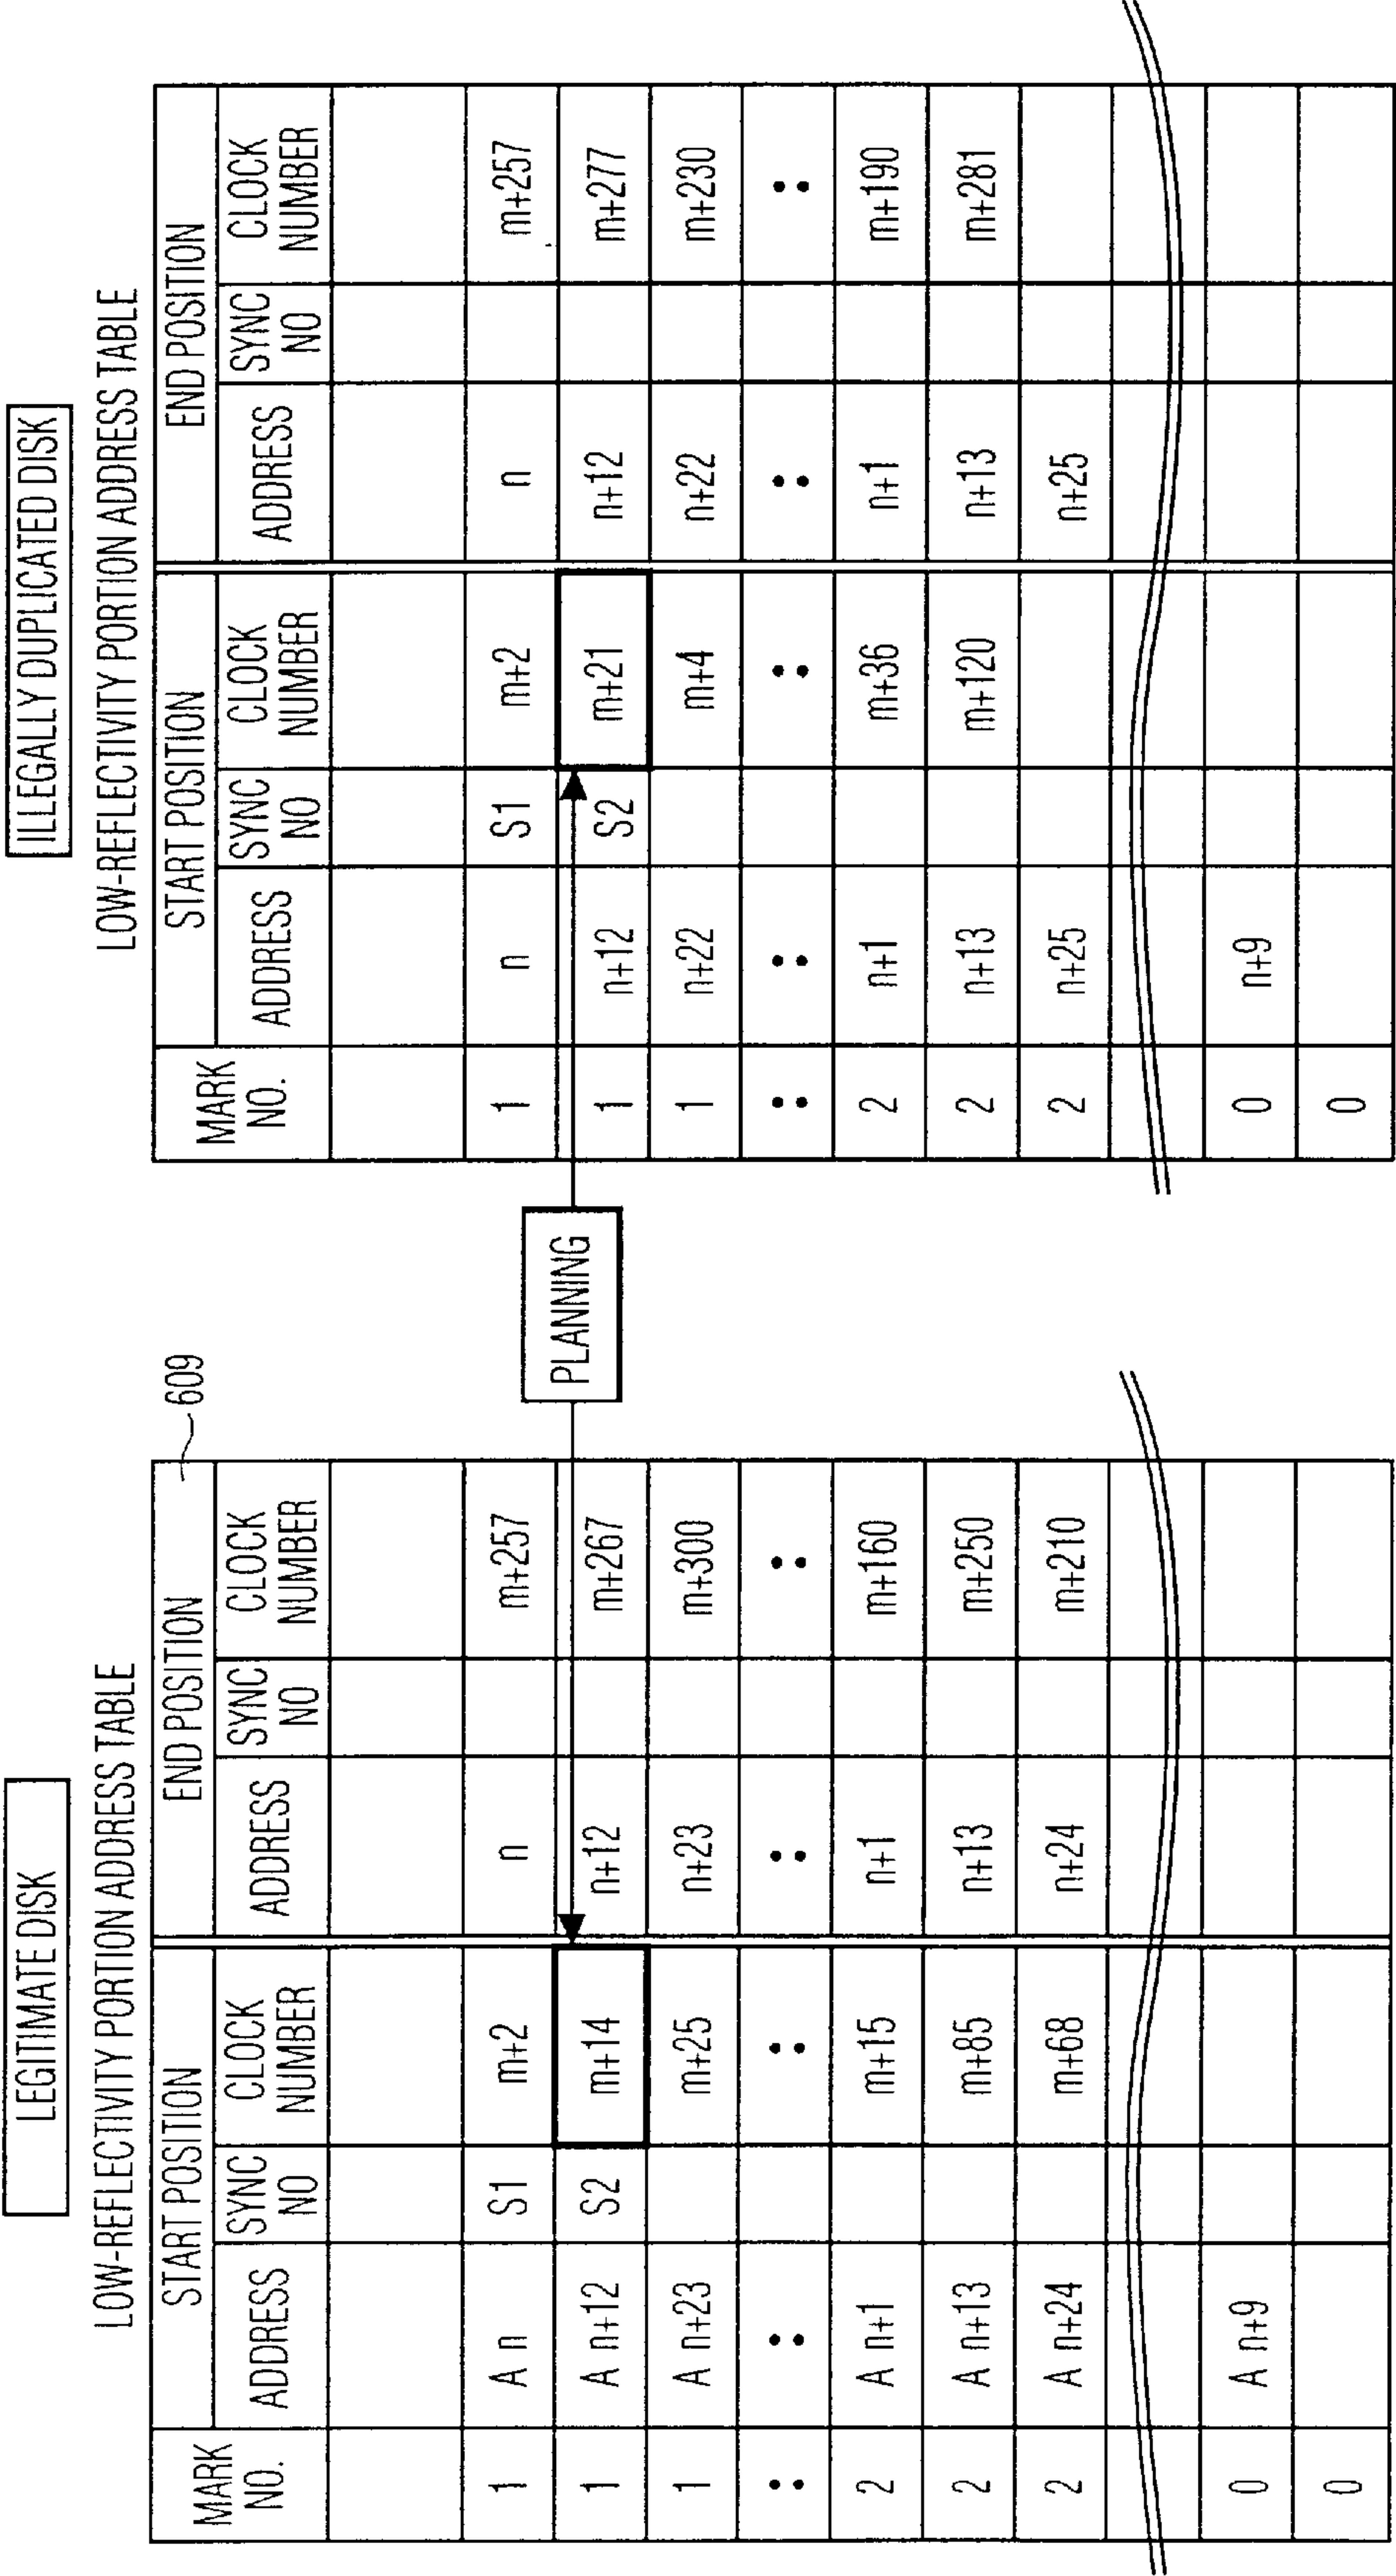 LEGITIMATE DISK
LOW-REFLECTIVITY PORTION ADDRESS TABLE
609
MARK NO. START POSITION END POSITION
ADDRESS SYNC NO CLOCK NUMBER ADDRESS SYNC NO CLOCK NUMBER
1 A n S1 m+2 n m+257
1 A n+12 S2 m+14 n+12 m+267
1 A n+23 m+25 n+23 m+300
: : : : :
2 A n+1 m+15 n+1 m+160
2 A n+13 m+85 n+13 m+250
2 A n+24 m+68 n+24 m+210
0 A n+9
0
PLANNING
ILLEGALLY DUPLICATED DISK
LOW-REFLECTIVITY PORTION ADDRESS TABLE
MARK NO. START POSITION END POSITION
ADDRESS SYNC NO CLOCK NUMBER ADDRESS SYNC NO CLOCK NUMBER
1 n S1 m+2 n m+257
1 n+12 S2 m+21 n+12 m+277
1 n+22 m+4 n+22 m+230
: : : : :
2 n+1 m+36 n+1 m+190
2 n+13 m+120 n+13 m+281
2 n+25 n+25
0 n+9
0